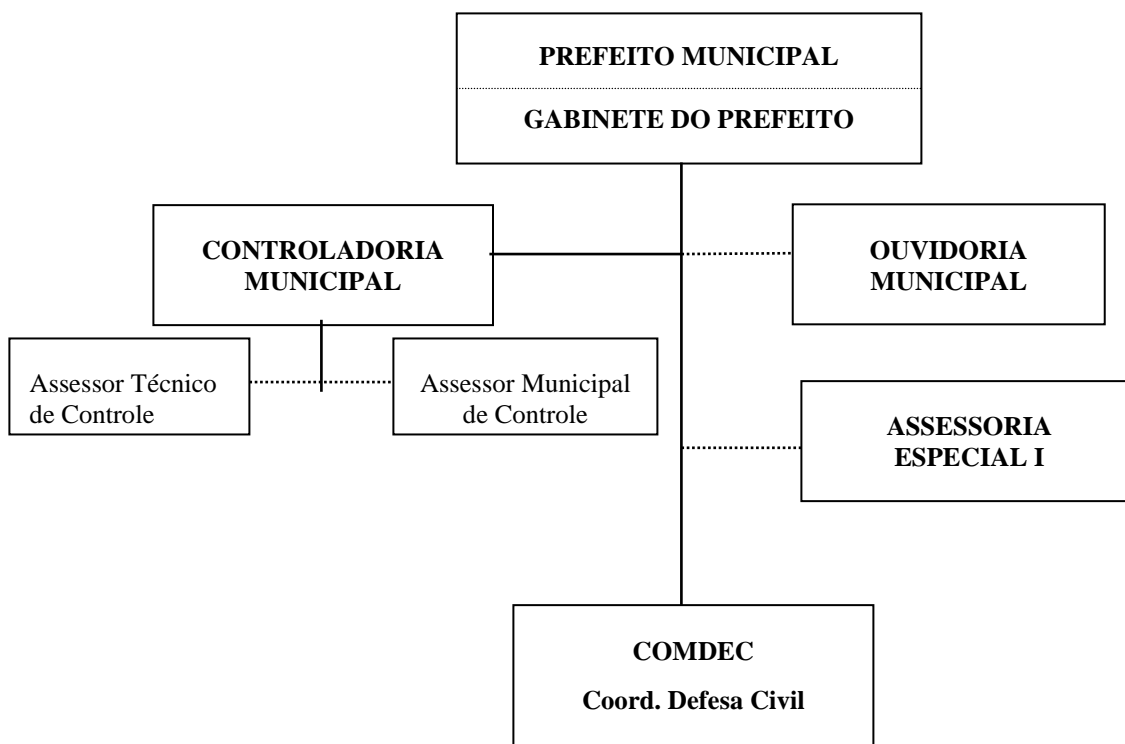 PREFEITO MUNICIPAL
GABINETE DO PREFEITO
CONTROLADORIA
MUNICIPAL
OUVIDORIA
MUNICIPAL
Assessor Técnico
de Controle
Assessor Municipal
de Controle
ASSESSORIA
ESPECIAL I
COMDEC
Coord. Defesa Civil